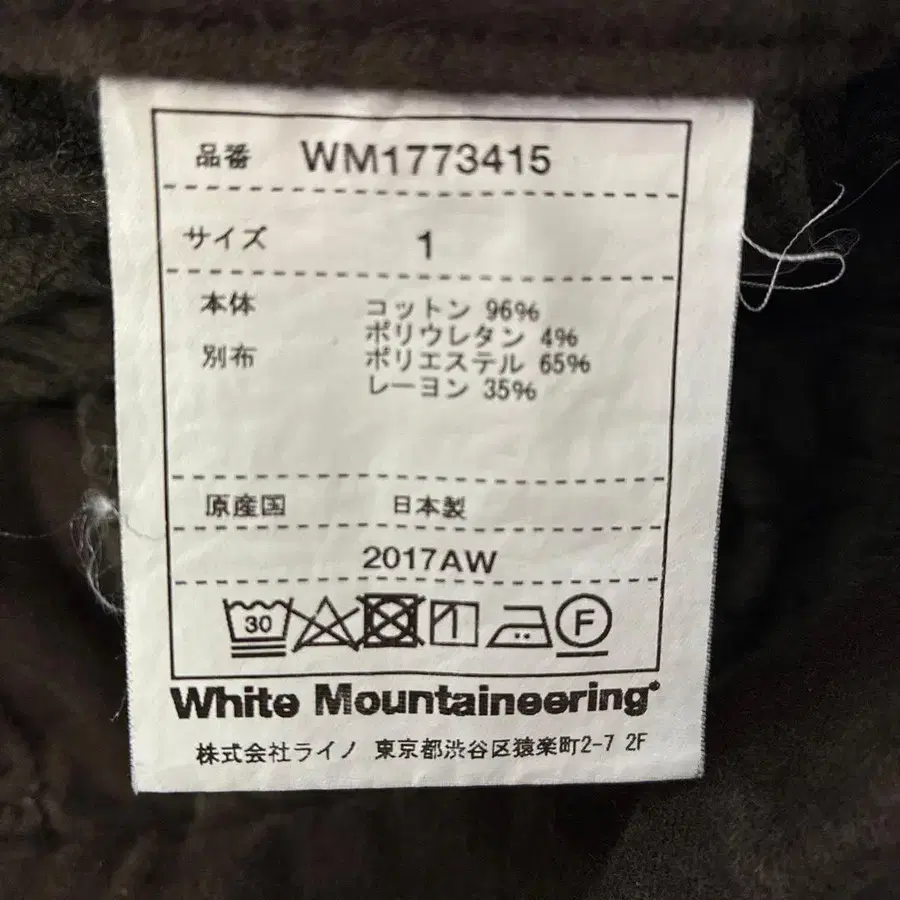 品番 WM1773415
サイズ 1
本体 コットン 96%
ポリウレタン 4%
別布 ポリエステル 65%
レーヨン 35%
原産国 日本製
2017AW
30 F
White Mountaineering®
株式会社ライノ 東京都渋谷区猿楽町2-7 2F